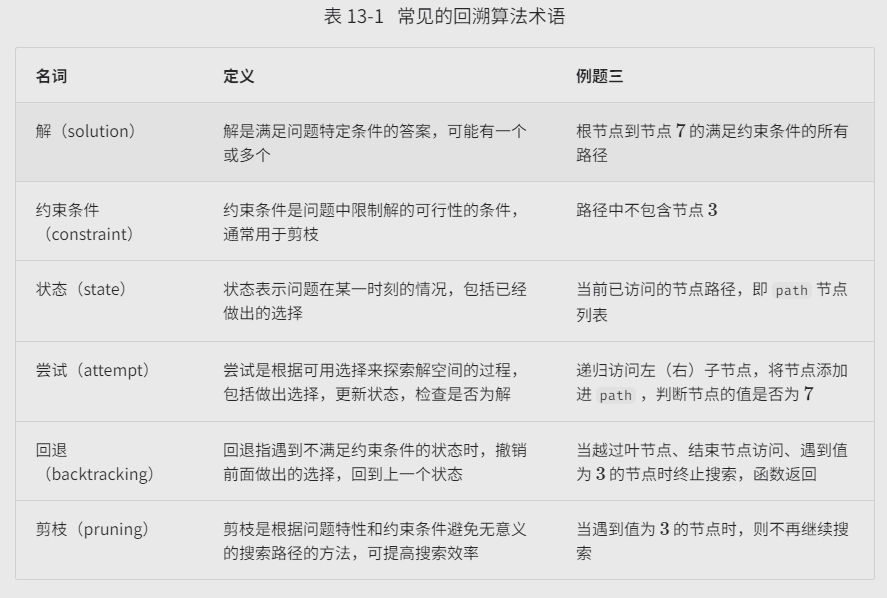 表 13-1 常见的回溯算法术语
名词 定义 例题三
解（solution） 解是满足问题特定条件的答案，可能有一个 根节点到节点 7 的满足约束条件的所有
或多个 路径
约束条件 约束条件是问题中限制解的可行性的条件， 路径中不包含节点 3
（constraint） 通常用于剪枝
状态（state） 状态表示问题在某一时刻的情况，包括已经 当前已访问的节点路径，即 path 节点
做出的选择 列表
尝试（attempt） 尝试是根据可用选择来探索解空间的过程， 递归访问左（右）子节点，将节点添加
包括做出选择，更新状态，检查是否为解 进 path ，判断节点的值是否为 7
回退 回退指遇到不满足约束条件的状态时，撤销 当越过叶节点、结束节点访问、遇到值
（backtracking） 前面做出的选择，回到上一个状态 为 3 的节点时终止搜索，函数返回
剪枝（pruning） 剪枝是根据问题特性和约束条件避免无意义 当遇到值为 3 的节点时，则不再继续搜
的搜索路径的方法，可提高搜索效率 索